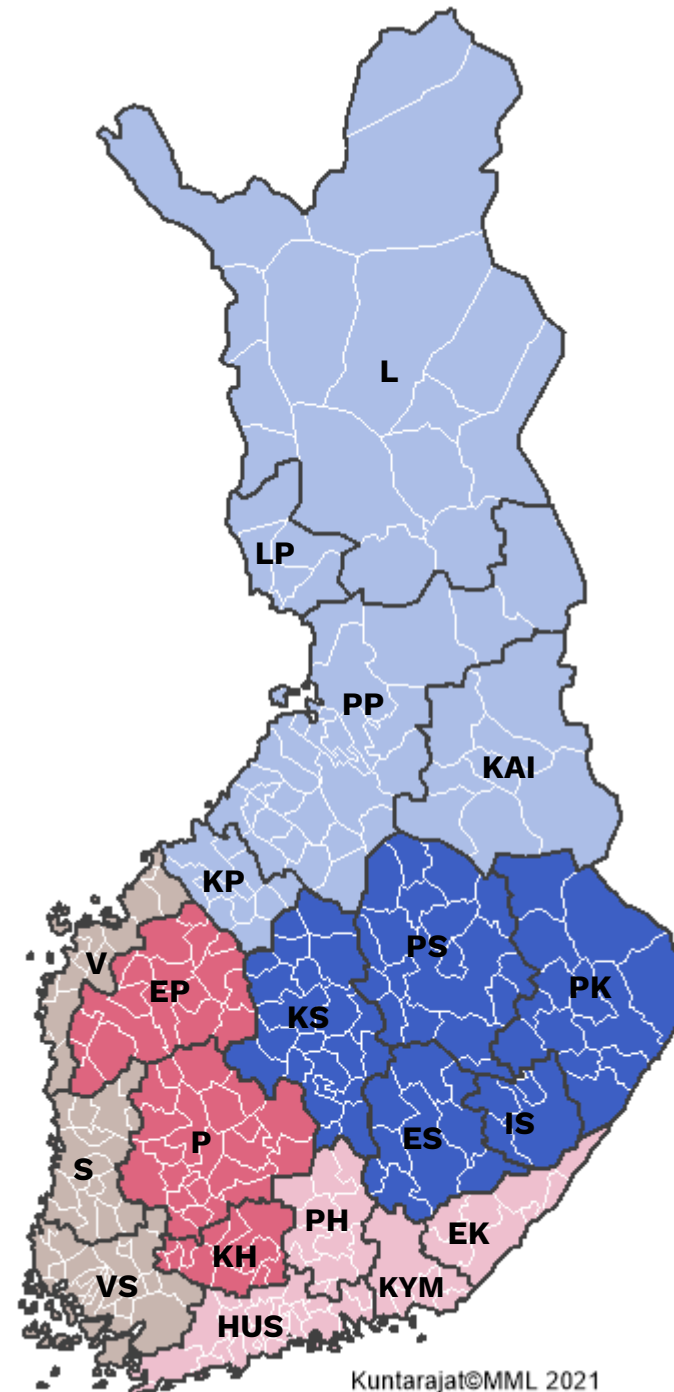 L
LP
PP
KAI
KP
PS
V
EP
PK
KS
ES
IS
P
S
PH
EK
KH
VS
KYM
HUS
Kuntarajat©MML 2021